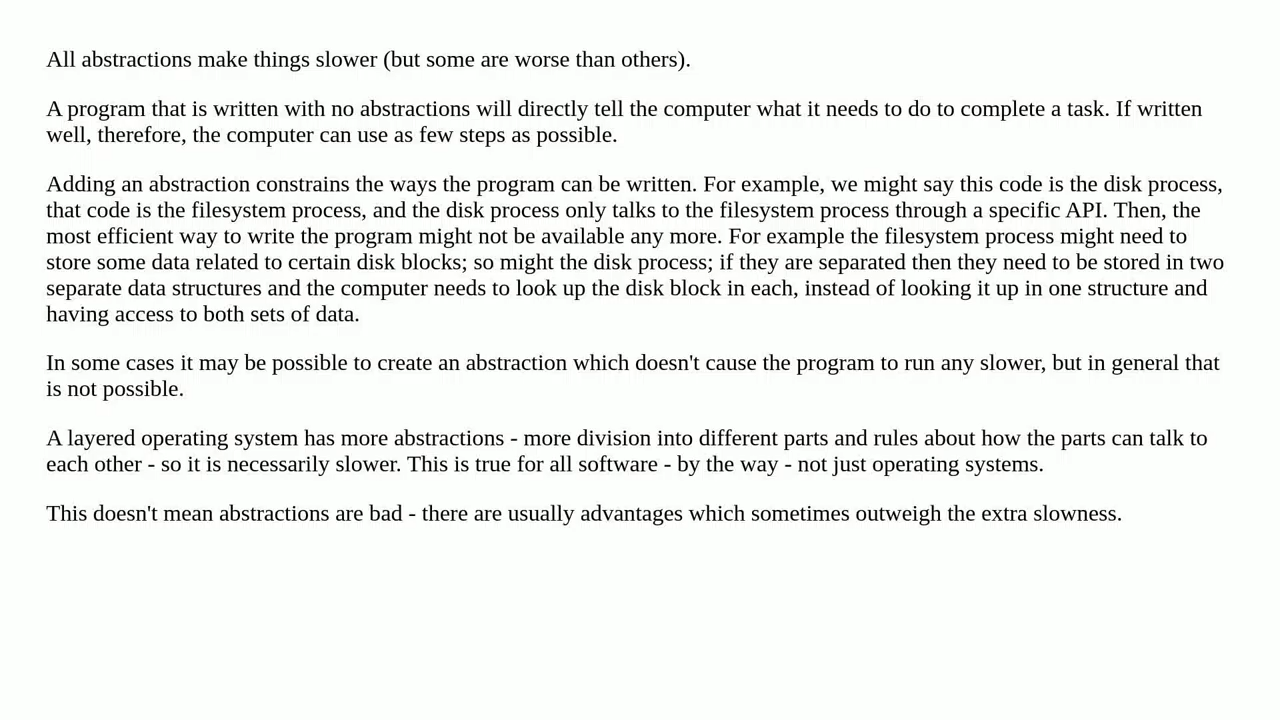 All abstractions make things slower (but some are worse than others).
A program that is written with no abstractions will directly tell the computer what it needs to do to complete a task. If written
well, therefore, the computer can use as few steps as possible.
Adding an abstraction constrains the ways the program can be written. For example, we might say this code is the disk process,
that code is the filesystem process, and the disk process only talks to the filesystem process through a specific API. Then, the
most efficient way to write the program might not be available any more. For example the filesystem process might need to
store some data related to certain disk blocks; so might the disk process; if they are separated then they need to be stored in two
separate data structures and the computer needs to look up the disk block in each, instead of looking it up in one structure and
having access to both sets of data.
In some cases it may be possible to create an abstraction which doesn't cause the program to run any slower, but in general that
is not possible.
A layered operating system has more abstractions - more division into different parts and rules about how the parts can talk to
each other - so it is necessarily slower. This is true for all software - by the way - not just operating systems.
This doesn't mean abstractions are bad - there are usually advantages which sometimes outweigh the extra slowness.